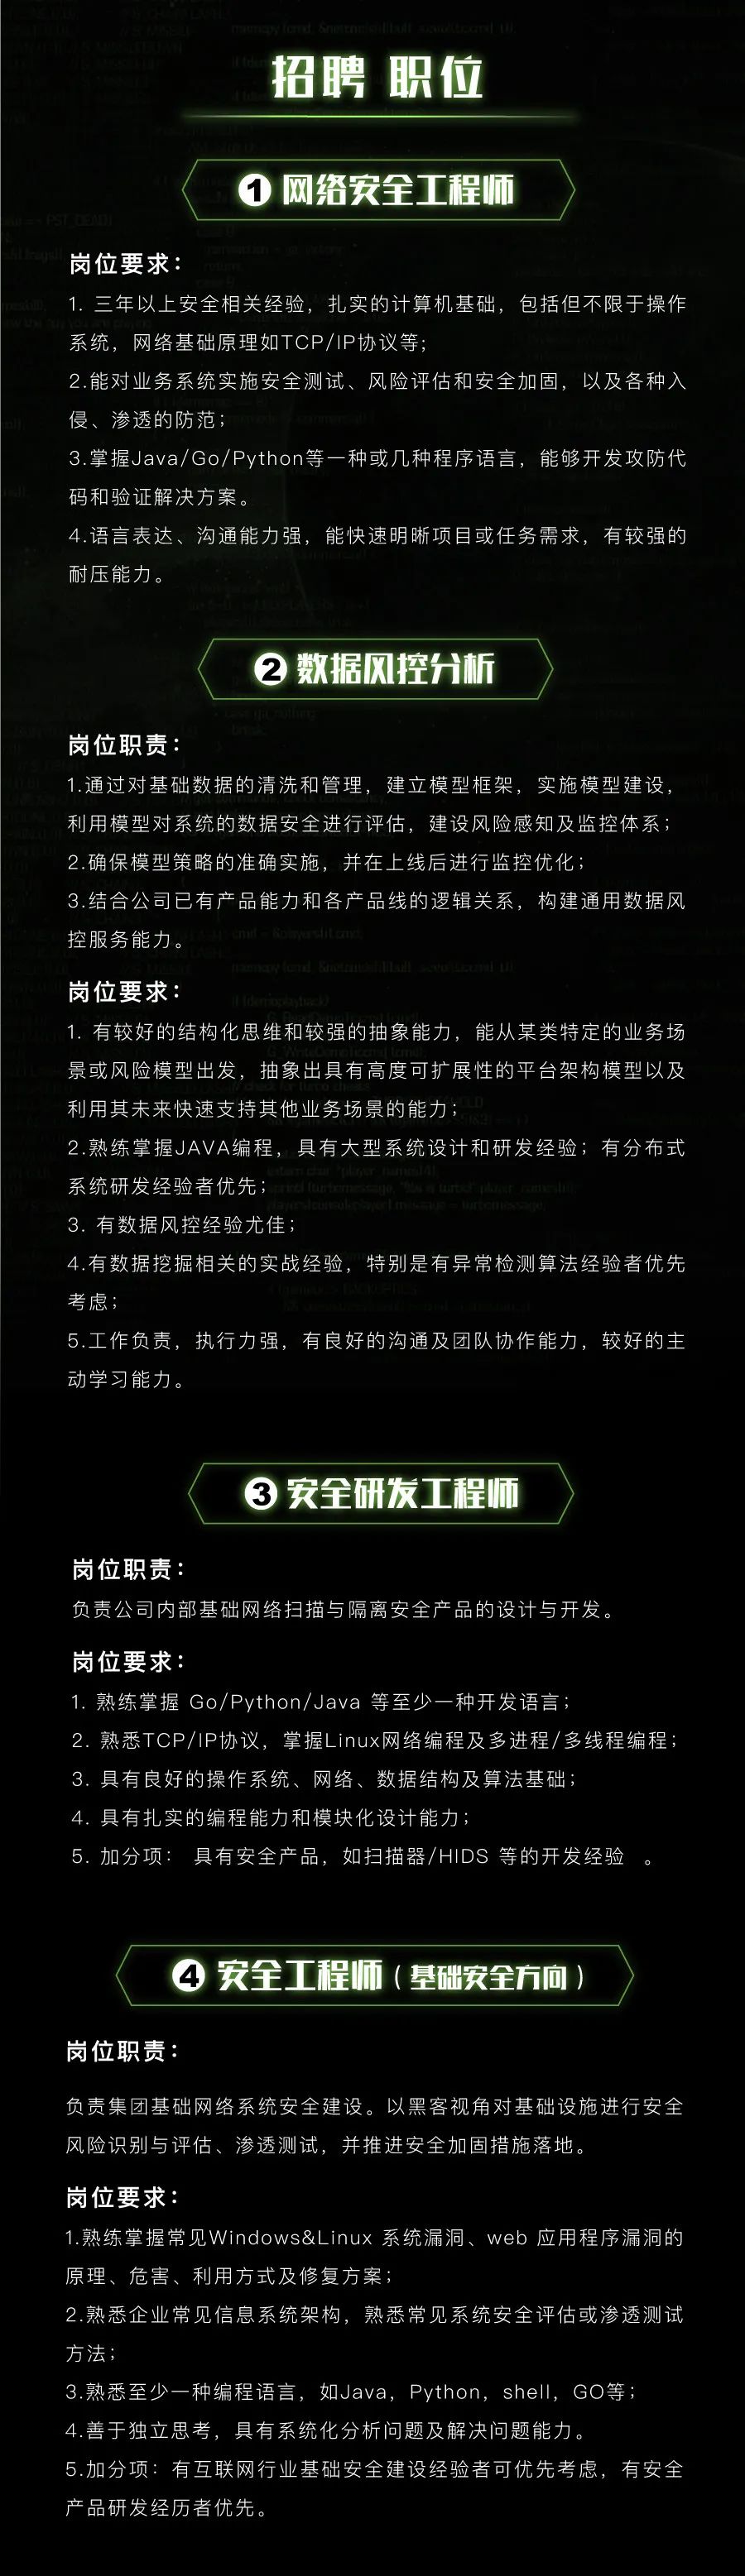 招聘 职位
1 网络安全工程师
岗位要求：
1. 三年以上安全相关经验，扎实的计算机基础，包括但不限于操作
系统，网络基础原理如TCP/IP协议等；
2.能对业务系统实施安全测试、风险评估和安全加固，以及各种入
侵、渗透的防范；
3.掌握Java/Go/Python等一种或几种程序语言，能够开发攻防代
码和验证解决方案。
4.语言表达、沟通能力强，能快速明晰项目或任务需求，有较强的
耐压能力。
2 数据风控分析
岗位职责：
1.通过对基础数据的清洗和管理，建立模型框架，实施模型建设，
利用模型对系统的数据安全进行评估，建设风险感知及监控体系；
2.确保模型策略的准确实施，并在上线后进行监控优化；
3.结合公司已有产品能力和各产品线的逻辑关系，构建通用数据风
控服务能力。
岗位要求：
1. 有较好的结构化思维和较强的抽象能力，能从某类特定的业务场
景或风险模型出发，抽象出具有高度可扩展性的平台架构模型以及
利用其未来快速支持其他业务场景的能力；
2.熟练掌握JAVA编程，具有大型系统设计和研发经验；有分布式
系统研发经验者优先；
3. 有数据风控经验尤佳；
4.有数据挖掘相关的实战经验，特别是有异常检测算法经验者优先
考虑；
5.工作负责，执行力强，有良好的沟通及团队协作能力，较好的主
动学习能力。
3 安全研发工程师
岗位职责：
负责公司内部基础网络扫描与隔离安全产品的设计与开发。
岗位要求：
1. 熟练掌握 Go/Python/Java 等至少一种开发语言；
2. 熟悉TCP/IP协议，掌握Linux网络编程及多进程/多线程编程；
3. 具有良好的操作系统、网络、数据结构及算法基础；
4. 具有扎实的编程能力和模块化设计能力；
5. 加分项： 具有安全产品，如扫描器/HIDS 等的开发经验 。
4 安全工程师（基础安全方向）
岗位职责：
负责集团基础网络系统安全建设。以黑客视角对基础设施进行安全
风险识别与评估、渗透测试，并推进安全加固措施落地。
岗位要求：
1.熟练掌握常见Windows&Linux 系统漏洞、web 应用程序漏洞的
原理、危害、利用方式及修复方案；
2.熟悉企业常见信息系统架构，熟悉常见系统安全评估或渗透测试
方法；
3.熟悉至少一种编程语言，如Java，Python，shell，GO等；
4.善于独立思考，具有系统化分析问题及解决问题能力。
5.加分项：有互联网行业基础安全建设经验者可优先考虑，有安全
产品研发经历者优先。